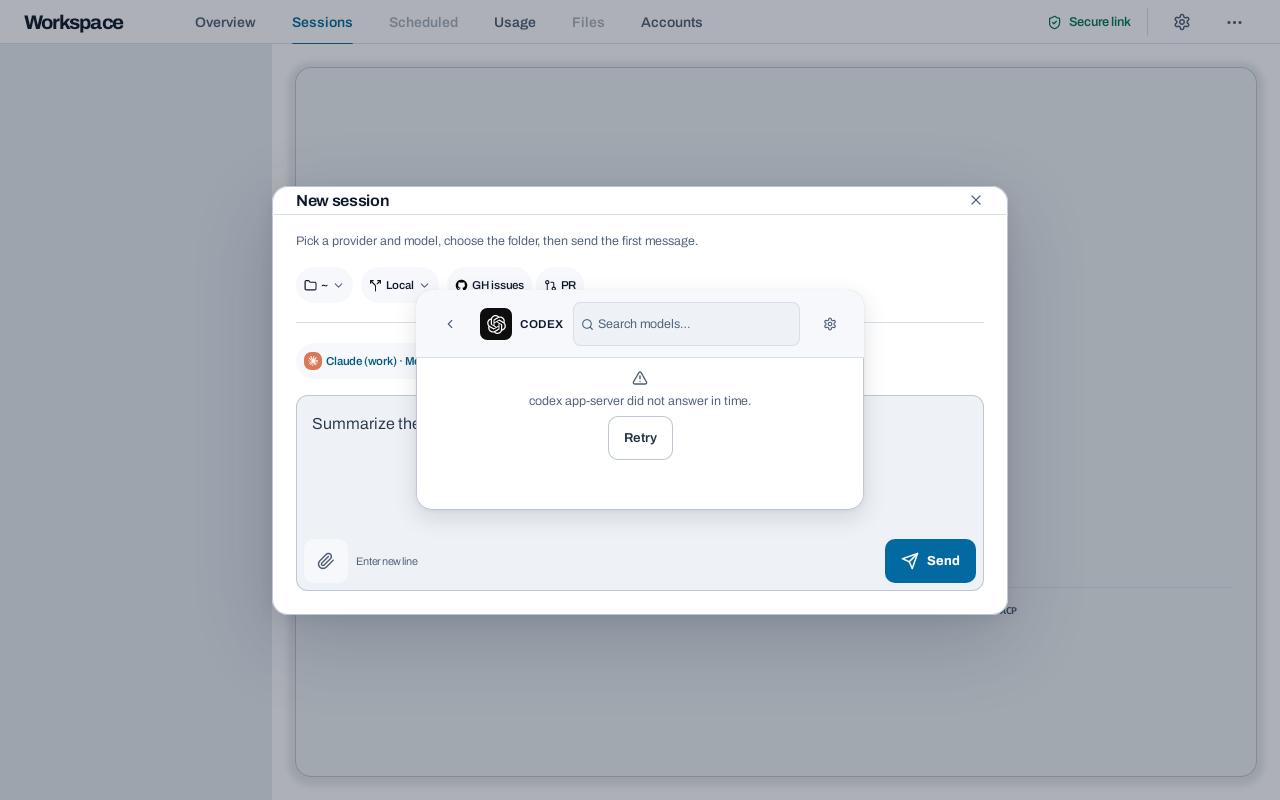 Workspace
Overview
Sessions
Scheduled
Usage
Files
Accounts
Secure link
New session
Pick a provider and model, choose the folder, then send the first message.
~
Local
GH issues
PR
CODEX
Search models...
Claude (work) ·
codex app-server did not answer in time.
Retry
Summarize the
Enter new line
Send